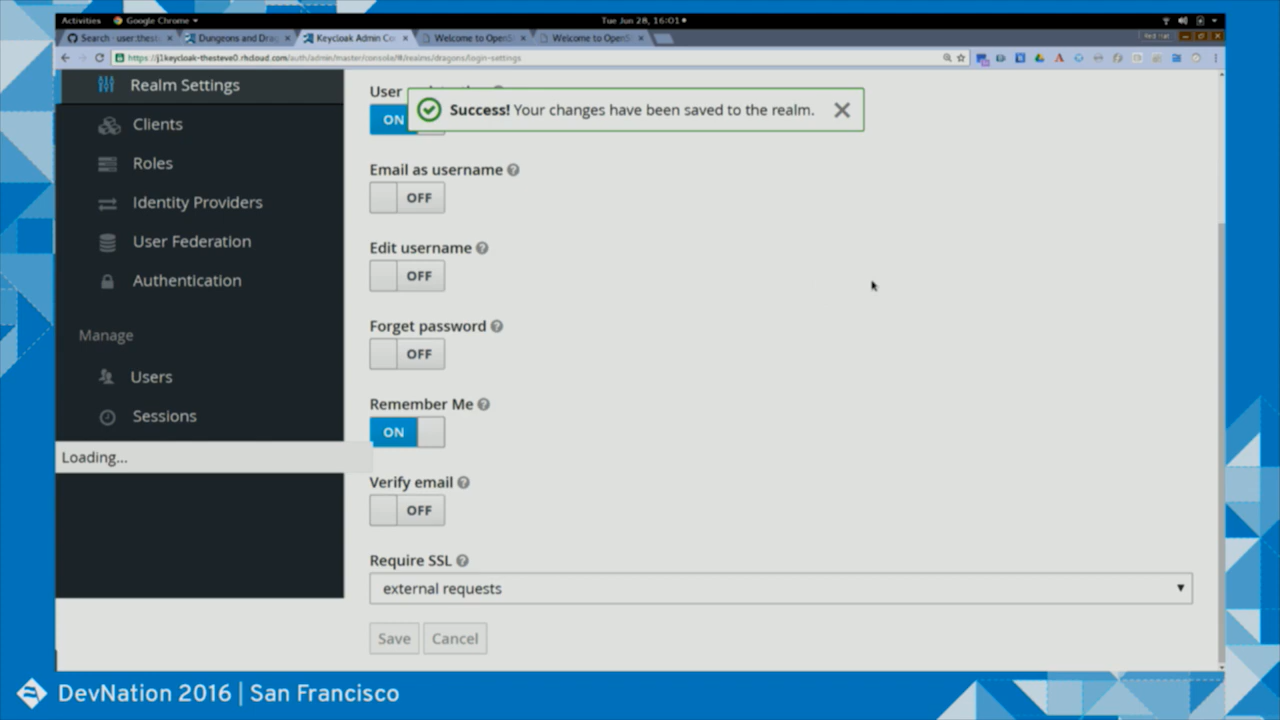 Activities Google Chrome ▾ Tue Jun 28, 16:01
Search · user:thest Dungeons and Drag Keycloak Admin Co Welcome to OpenS Welcome to OpenS Red Hat
https://j1keycloak-thesteve0.rhcloud.com/auth/admin/master/console/#/realms/dragons/login-settings
Realm Settings
Clients
Roles
Identity Providers
User Federation
Authentication
Manage
Users
Sessions
Loading...
User
ON
Success! Your changes have been saved to the realm.
Email as username
OFF
Edit username
OFF
Forget password
OFF
Remember Me
ON
Verify email
OFF
Require SSL
external requests
Save Cancel
DevNation 2016 | San Francisco